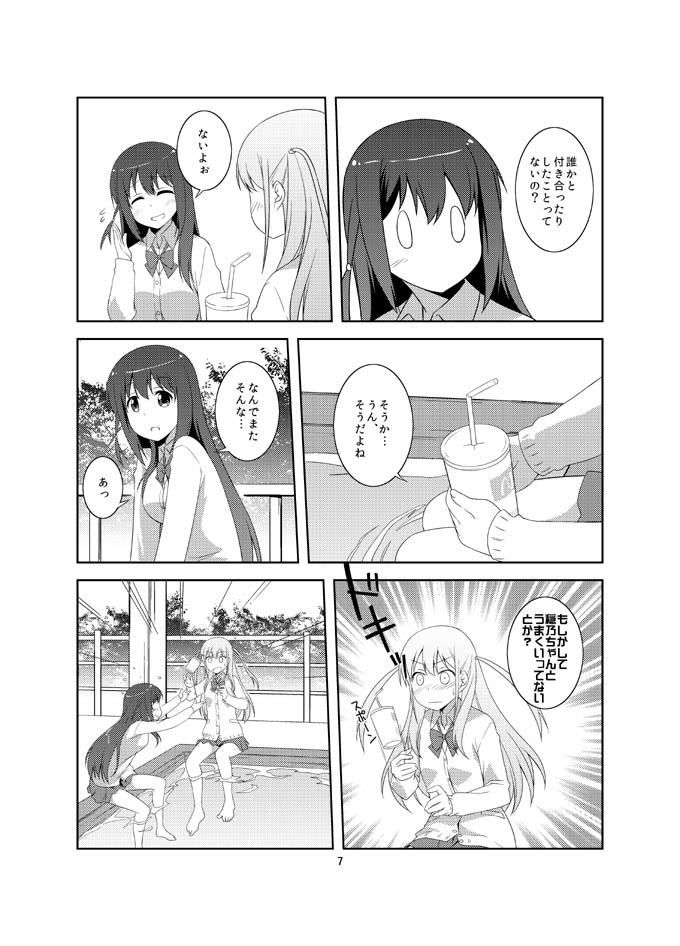 誰かと
付き合ったり
したことって
ないの？
ないよぉ
そうか…
うん、
そうだよね
なんでまた
そんな…
あっ
もしかして
穏乃ちゃんと
うまくいってない
とか？
ドキッ
スポーン
7